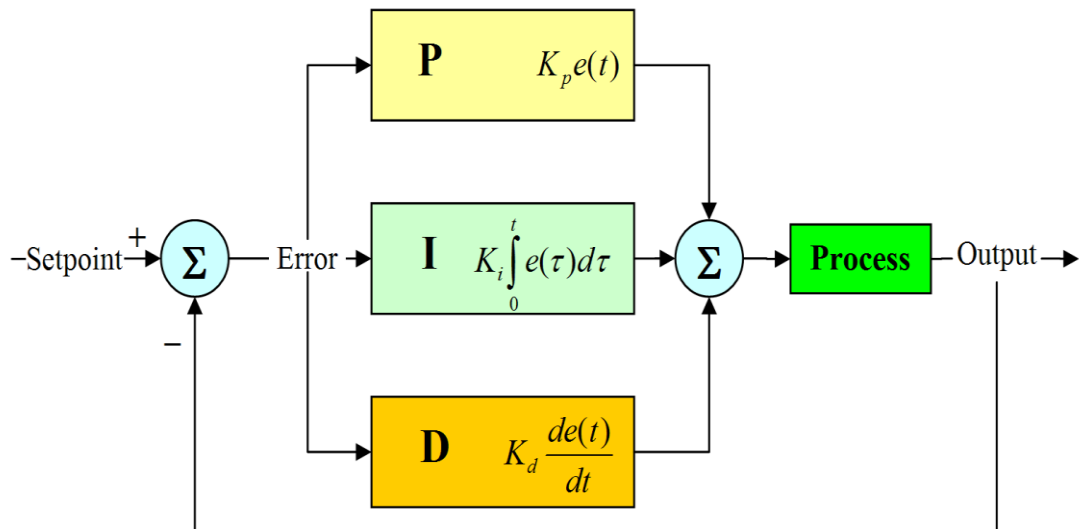 P K_p e(t)
+
–Setpoint Σ Error I K_i ∫_0^t e(τ)dτ Σ Process Output
–
D K_d de(t)/dt